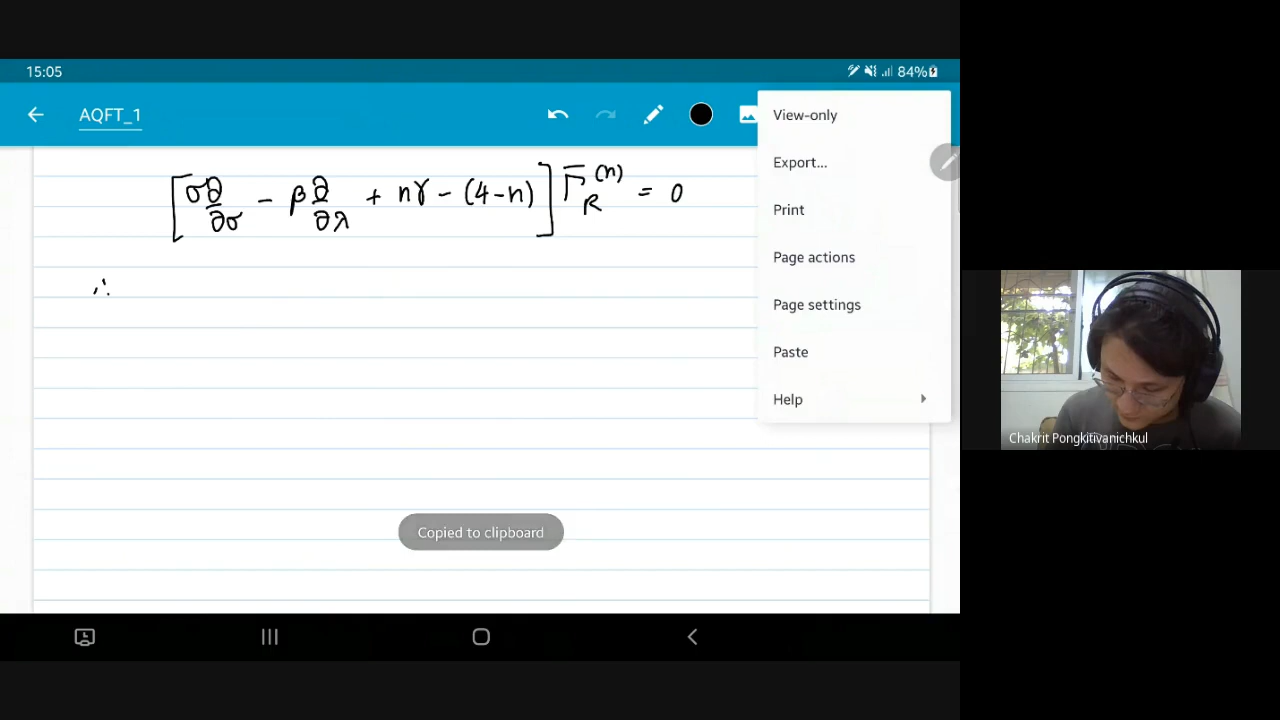 15:05
84%
AQFT_1
View-only
Export...
Print
Page actions
Page settings
Paste
Help
[σ∂/∂σ - β∂/∂λ + nγ - (4-n)] Γ_R^(n) = 0
∴
Copied to clipboard
Chakrit Pongkitivanichkul